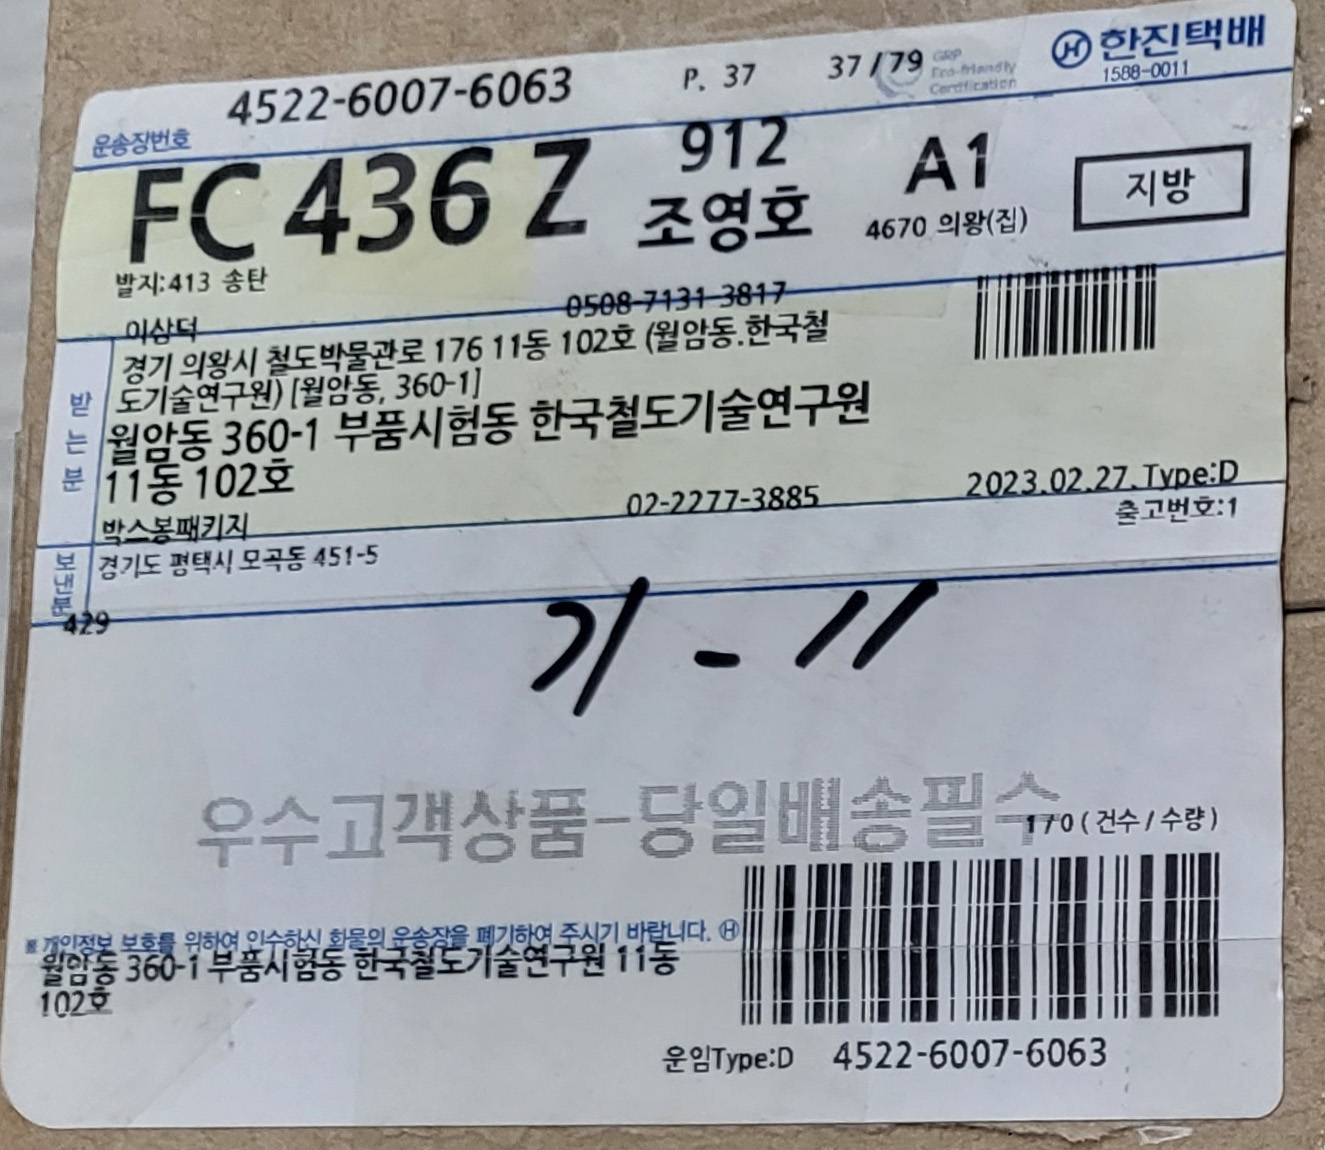 4522-6007-6063 P. 37 37/79 GRP Eco-friendly Certification 한진택배
1588-0011
운송장번호
FC 436 Z 912 A1 지방
조영호 4670 의왕(집)
발지:413 송탄
이상덕 0508-7131-3817
경기 의왕시 철도박물관로 176 11동 102호 (월암동.한국철
도기술연구원) [월암동, 360-1]
받는분
월암동 360-1 부품시험동 한국철도기술연구원
11동 102호
박스봉패키지 02-2277-3885 2023.02.27.Type:D
출고번호:1
보낸분
경기도 평택시 모곡동 451-5
429
기-11
우수고객상품-당일배송필수
170 (건수/수량)
※ 개인정보 보호를 위하여 인수하신 화물의 운송장을 폐기하여 주시기 바랍니다. H
월암동 360-1 부품시험동 한국철도기술연구원 11동
102호
운임Type:D 4522-6007-6063